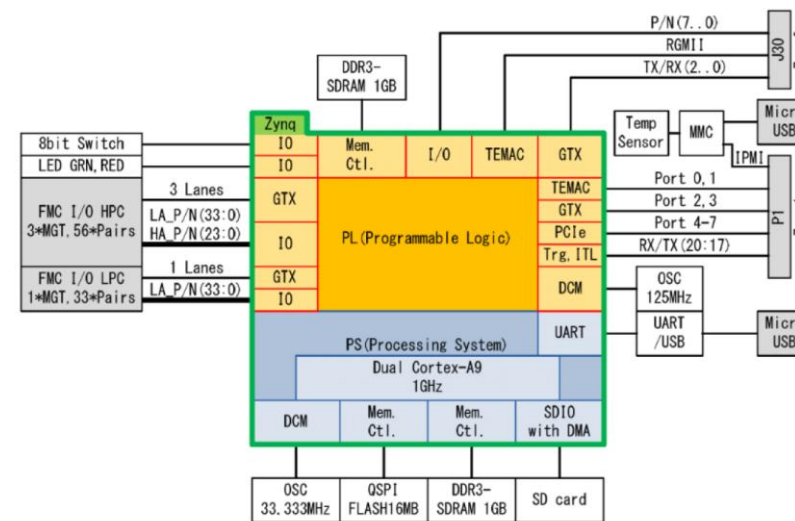 P/N(7..0)
RGMII
TX/RX(2..0)
J30
DDR3-
SDRAM 1GB
Zynq
Temp
Sensor
MMC
Micr
USB
IPMI
8bit Switch
LED GRN,RED
IO
IO
Mem.
Ctl.
I/O
TEMAC
GTX
FMC I/O HPC
3*MGT,56*Pairs
3 Lanes
LA_P/N(33:0)
HA_P/N(23:0)
GTX
IO
PL(Programmable Logic)
TEMAC
GTX
PCIe
Trg,ITL
Port 0,1
Port 2,3
Port 4-7
RX/TX(20:17)
P1
FMC I/O LPC
1*MGT,33*Pairs
1 Lanes
LA_P/N(33:0)
GTX
IO
DCM
OSC
125MHz
PS(Processing System)
UART
UART
/USB
Micr
USB
Dual Cortex-A9
1GHz
DCM
Mem.
Ctl.
Mem.
Ctl.
SDIO
with DMA
OSC
33.333MHz
QSPI
FLASH16MB
DDR3-
SDRAM 1GB
SD card